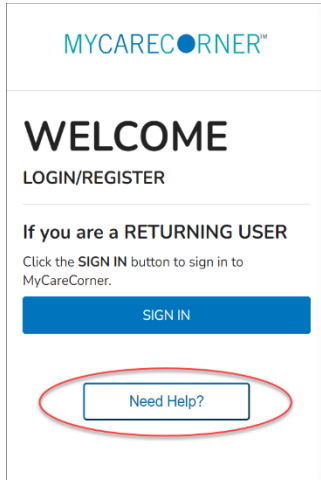 MYCARECORNER™
WELCOME
LOGIN/REGISTER
If you are a RETURNING USER
Click the SIGN IN button to sign in to
MyCareCorner.
SIGN IN
Need Help?